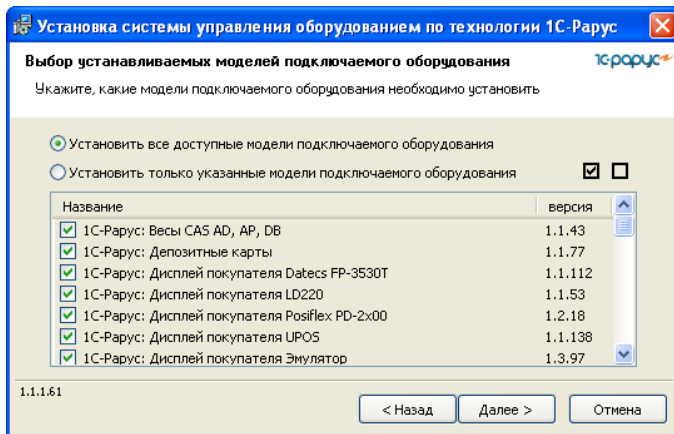 Установка системы управления оборудованием по технологии 1С-Рарус
Выбор устанавливаемых моделей подключаемого оборудования
1С-рарус
Укажите, какие модели подключаемого оборудования необходимо установить
Установить все доступные модели подключаемого оборудования
Установить только указанные модели подключаемого оборудования
Название версия
1С-Рарус: Весы CAS AD, AP, DB 1.1.43
1С-Рарус: Депозитные карты 1.1.77
1С-Рарус: Дисплей покупателя Datecs FP-3530T 1.1.112
1С-Рарус: Дисплей покупателя LD220 1.1.53
1С-Рарус: Дисплей покупателя Posiflex PD-2x00 1.2.18
1С-Рарус: Дисплей покупателя UPOS 1.1.138
1С-Рарус: Дисплей покупателя Эмулятор 1.3.97
1.1.1.61
< Назад Далее > Отмена